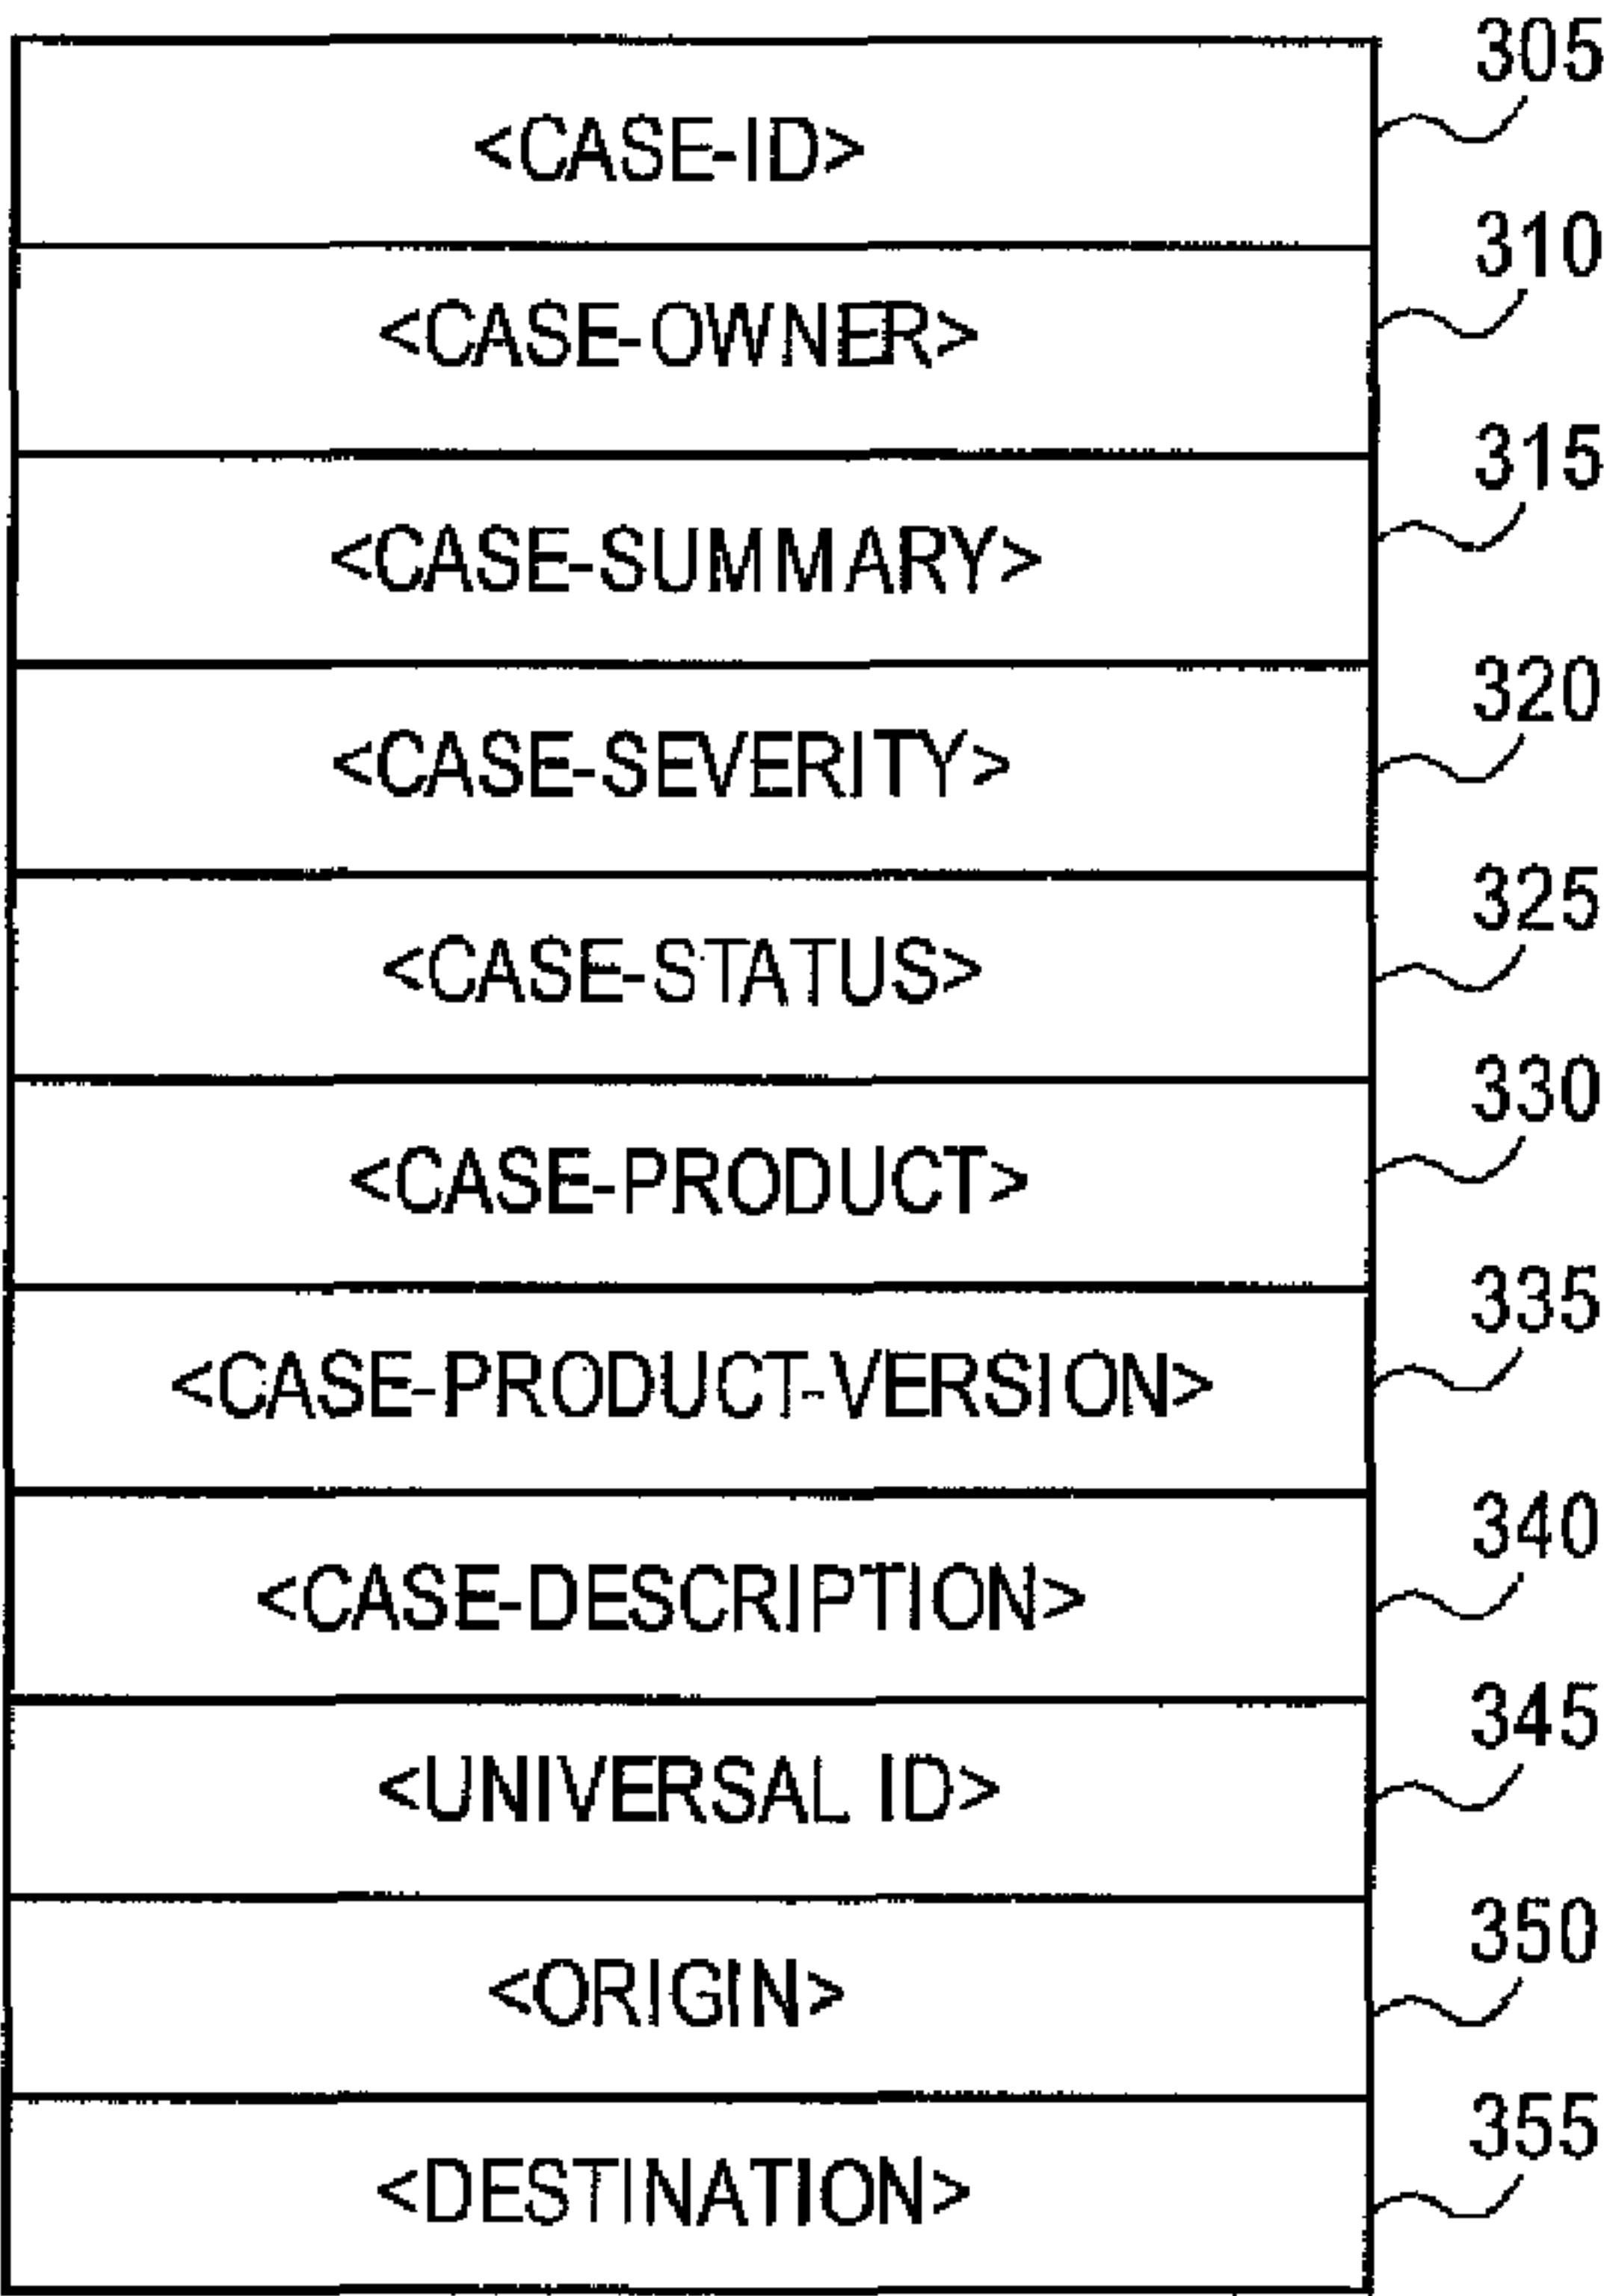 305
<CASE-ID>
310
<CASE-OWNER>
315
<CASE-SUMMARY>
320
<CASE-SEVERITY>
325
<CASE-STATUS>
330
<CASE-PRODUCT>
335
<CASE-PRODUCT-VERSION>
340
<CASE-DESCRIPTION>
345
<UNIVERSAL ID>
350
<ORIGIN>
355
<DESTINATION>